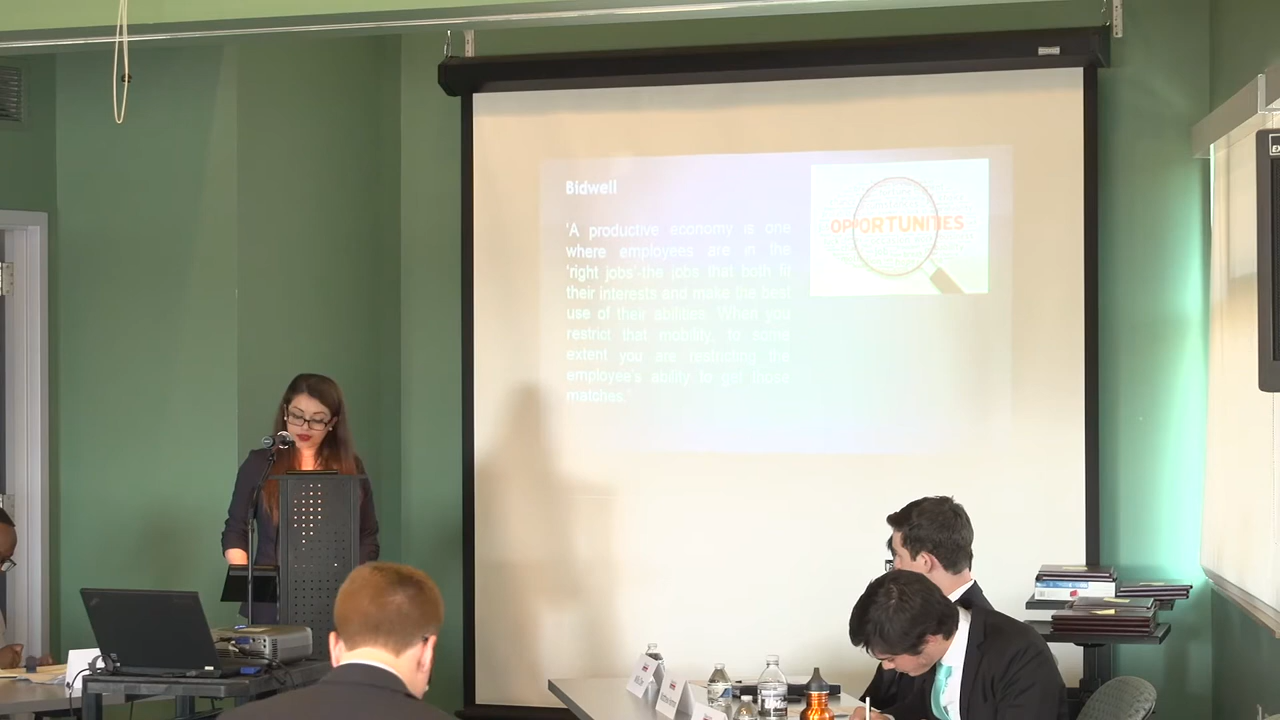 Bidwell
'A productive economy is one
where employees are in the
'right jobs'-the jobs that both fit
their interests and make the best
use of their abilities. When you
restrict that mobility, to some
extent you are restricting the
employee's ability to get those
matches.'
OPPORTUNITIES